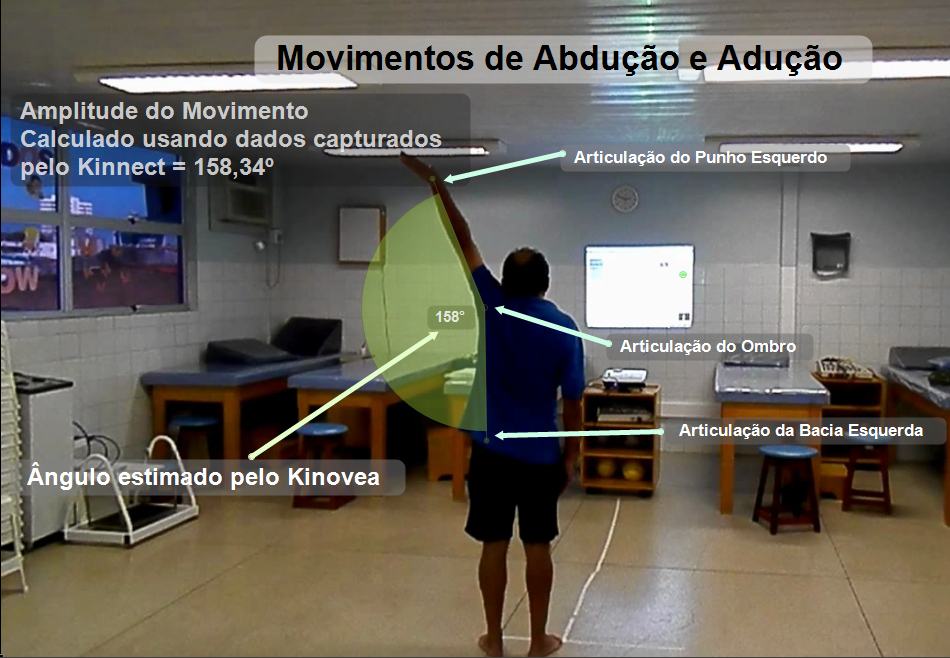 Movimentos de Abdução e Adução
Amplitude do Movimento
Calculado usando dados capturados
pelo Kinnect = 158,34º
Articulação do Punho Esquerdo
158°
Articulação do Ombro
Articulação da Bacia Esquerda
Ângulo estimado pelo Kinovea